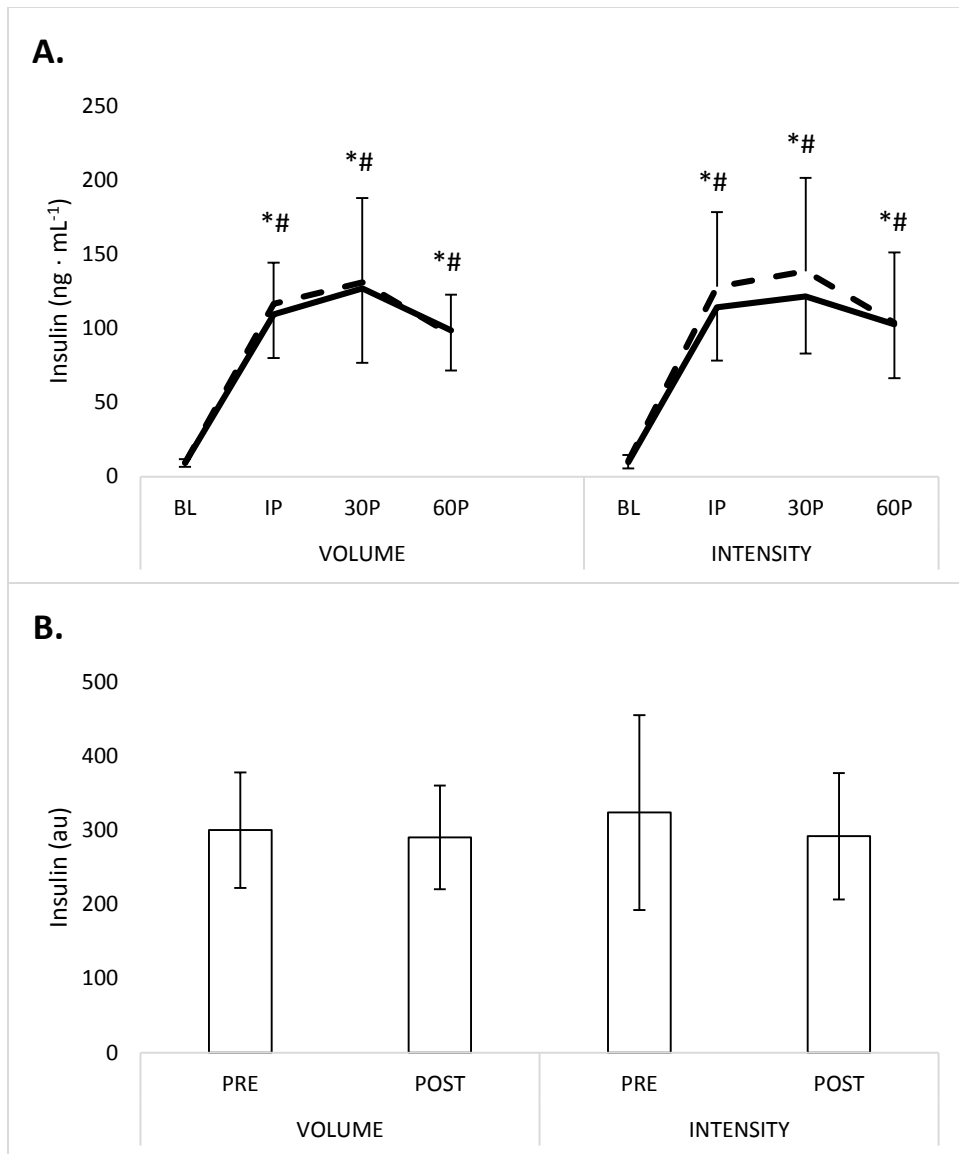 A.
250
200
150
100
50
0
Insulin (ng · mL⁻¹)
*# *# *# *# *# *#
BL IP 30P 60P BL IP 30P 60P
VOLUME INTENSITY
B.
500
400
300
200
100
0
Insulin (au)
PRE POST PRE POST
VOLUME INTENSITY